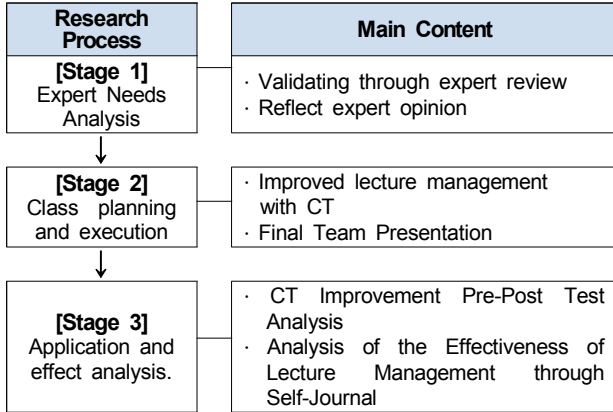 Research
Process
Main Content
[Stage 1]
Expert Needs
Analysis
· Validating through expert review
· Reflect expert opinion
[Stage 2]
Class planning
and execution
· Improved lecture management
with CT
· Final Team Presentation
[Stage 3]
Application and
effect analysis.
· CT Improvement Pre-Post Test
Analysis
· Analysis of the Effectiveness of
Lecture Management through
Self-Journal